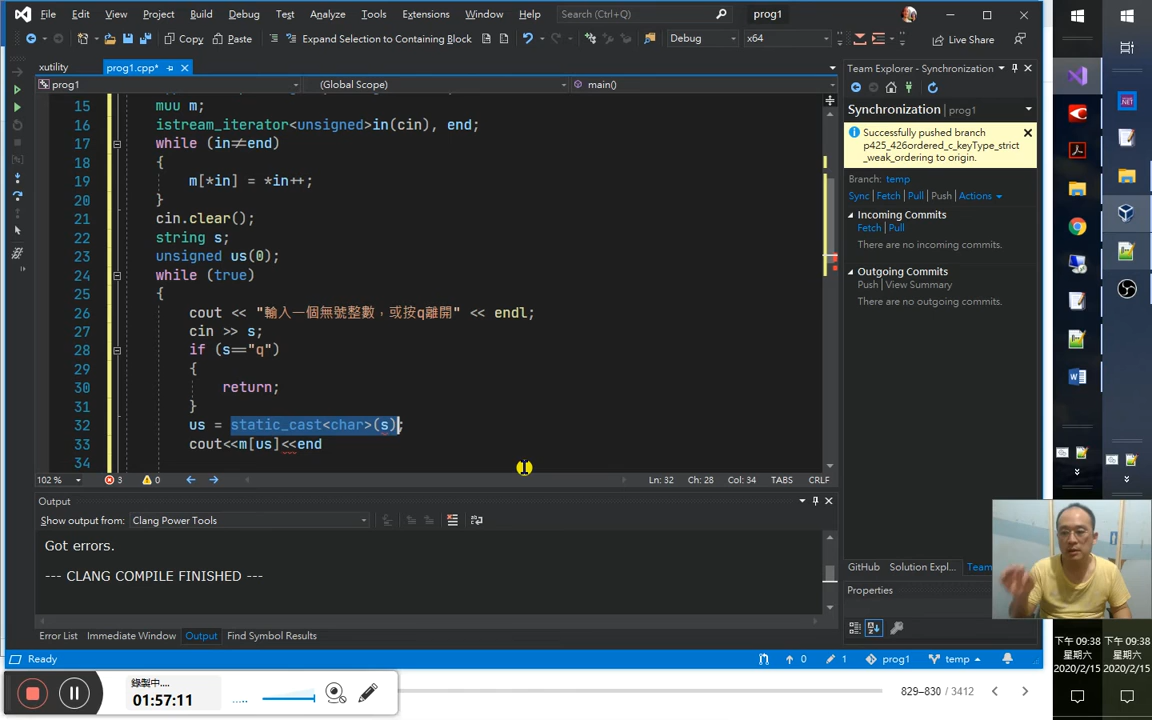 File Edit View Git Project Build Debug Test Analyze Tools Extensions Window Help Search (Ctrl+Q) prog1
Copy Paste Expand Selection to Containing Block Debug x64 Live Share
xutility prog1.cpp*
prog1 (Global Scope) main()
15 muu m;
16 istream_iterator<unsigned>in(cin), end;
17 while (in≠end)
18 {
19 m[*in] = *in++;
20 }
21 cin.clear();
22 string s;
23 unsigned us(0);
24 while (true)
25 {
26 cout << "輸入一個無號整數，或按q離開" << endl;
27 cin >> s;
28 if (s=="q")
29 {
30 return;
31 }
32 us = static_cast<char>(s);
33 cout<<m[us]<<end
34
102 % 3 0 Ln: 32 Ch: 28 Col: 34 TABS CRLF
Output
Show output from: Clang Power Tools
Got errors.
--- CLANG COMPILE FINISHED ---
Error List Immediate Window Output Find Symbol Results
Team Explorer - Synchronization
Synchronization prog1
Successfully pushed branch
p425_426ordered_c_keyType_strict
_weak_ordering to origin.
Branch: temp
Sync Fetch Pull Push Actions
Incoming Commits
Fetch Pull
There are no incoming commits.
Outgoing Commits
Push View Summary
There are no outgoing commits.
GitHub Solution Expl... Team
Properties
Ready 0 1 prog1 temp
錄製中...
01:57:11
829–830 / 3412
下午 09:38
星期六
2020/2/15
下午 09:38
星期六
2020/2/15